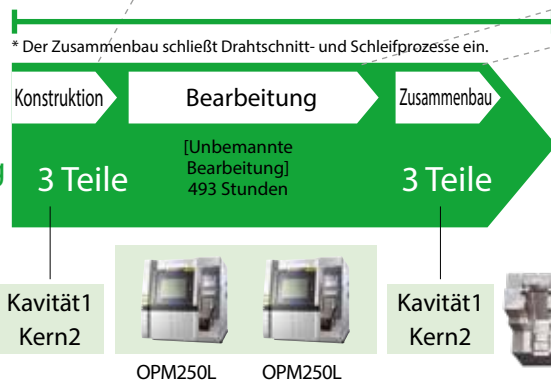 * Der Zusammenbau schließt Drahtschnitt- und Schleifprozesse ein.
Konstruktion
Bearbeitung
Zusammenbau
[Unbemannte
Bearbeitung]
493 Stunden
3 Teile
3 Teile
Kavität1
Kern2
Kavität1
Kern2
OPM250L
OPM250L